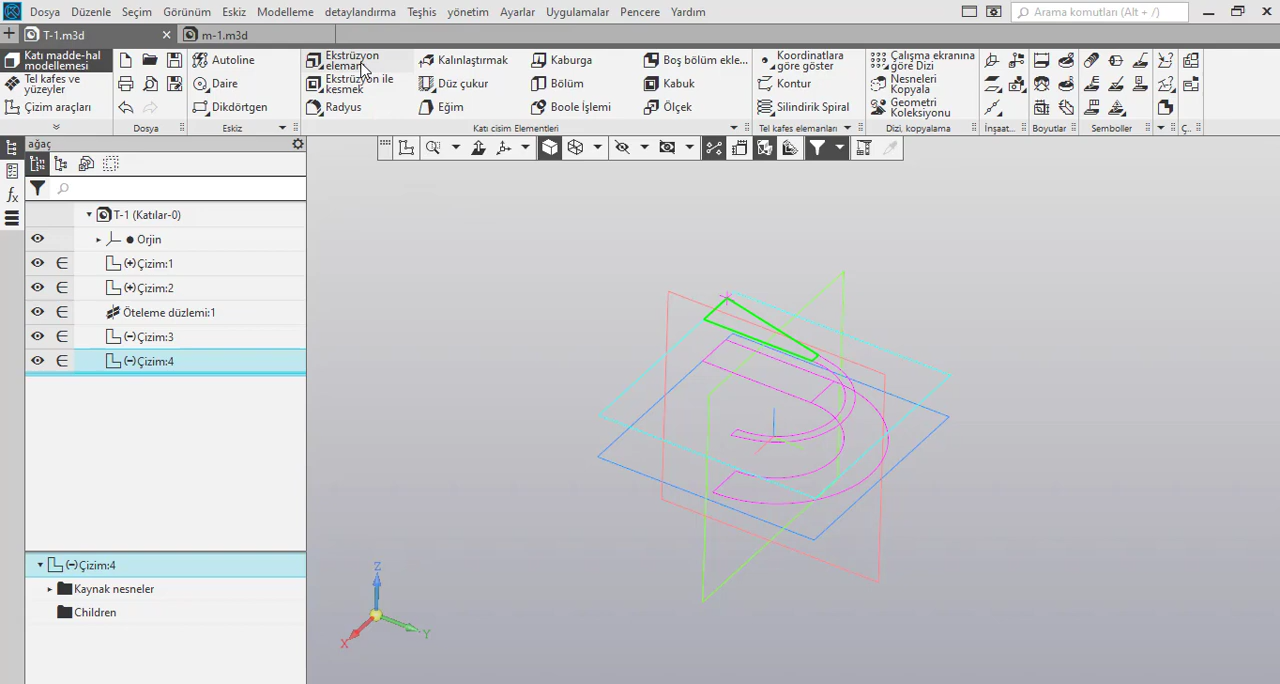 Dosya Düzenle Seçim Görünüm Eskiz Modelleme detaylandırma Teşhis yönetim Ayarlar Uygulamalar Pencere Yardım
Arama komutları (Alt + /)
T-1.m3d
m-1.m3d
Katı madde-hal modellemesi
Tel kafes ve yüzeyler
Çizim araçları
Dosya
Autoline
Daire
Dikdörtgen
Eskiz
Ekstrüzyon elemanı
Ekstrüzyon ile kesmek
Radyus
Kalınlaştırmak
Düz çukur
Eğim
Kaburga
Bölüm
Boole İşlemi
Boş bölüm ekle...
Kabuk
Ölçek
Katı cisim Elementleri
Koordinatlara göre göster
Kontur
Silindirik Spiral
Tel kafes elemanları
Çalışma ekranına göre Dizi
Nesneleri Kopyala
Geometri Koleksiyonu
Dizi, kopyalama
İnşaat...
Boyutlar
Semboller
Ç...
ağaç
T-1 (Katılar-0)
Orjin
(+)Çizim:1
(+)Çizim:2
Öteleme düzlemi:1
(−)Çizim:3
(−)Çizim:4
(−)Çizim:4
Kaynak nesneler
Children
Z
X
Y